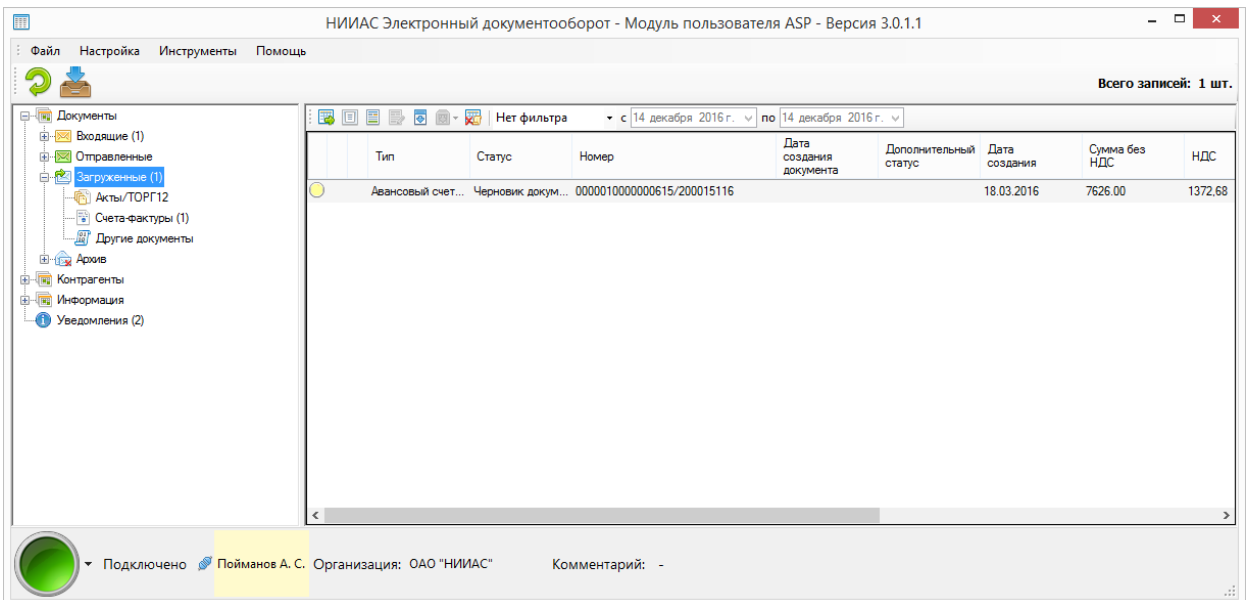 НИИАС Электронный документооборот - Модуль пользователя ASP - Версия 3.0.1.1
Файл Настройка Инструменты Помощь
Всего записей: 1 шт.
Документы
Входящие (1)
Отправленные
Загруженные (1)
Акты/ТОРГ12
Счета-фактуры (1)
Другие документы
Архив
Контрагенты
Информация
Уведомления (2)
Нет фильтра с 14 декабря 2016 г. по 14 декабря 2016 г.
Тип Статус Номер Дата создания документа Дополнительный статус Дата создания Сумма без НДС НДС
Авансовый счет... Черновик докум... 0000010000000615/200015116 18.03.2016 7626.00 1372,68
Подключено Пойманов А. С. Организация: ОАО "НИИАС" Комментарий: -